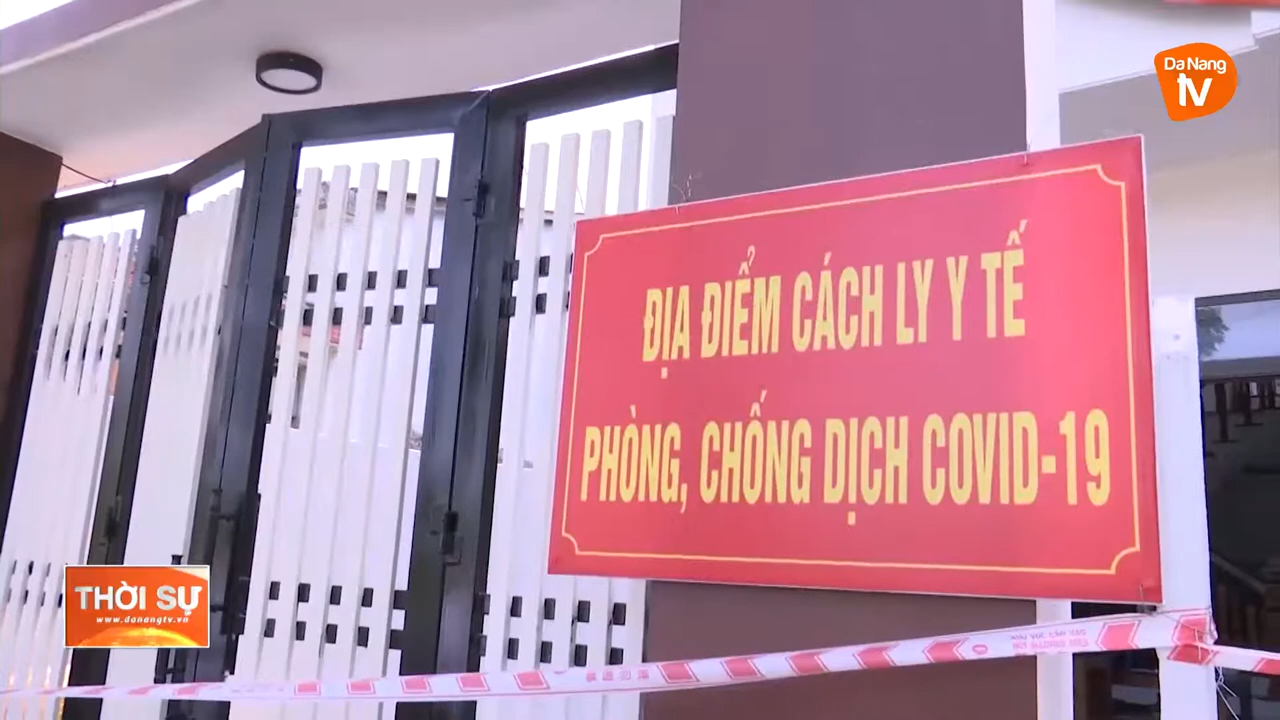 Da Nang
tv
ĐỊA ĐIỂM CÁCH LY Y TẾ
PHÒNG, CHỐNG DỊCH COVID-19
THỜI SỰ
www.danangtv.vn